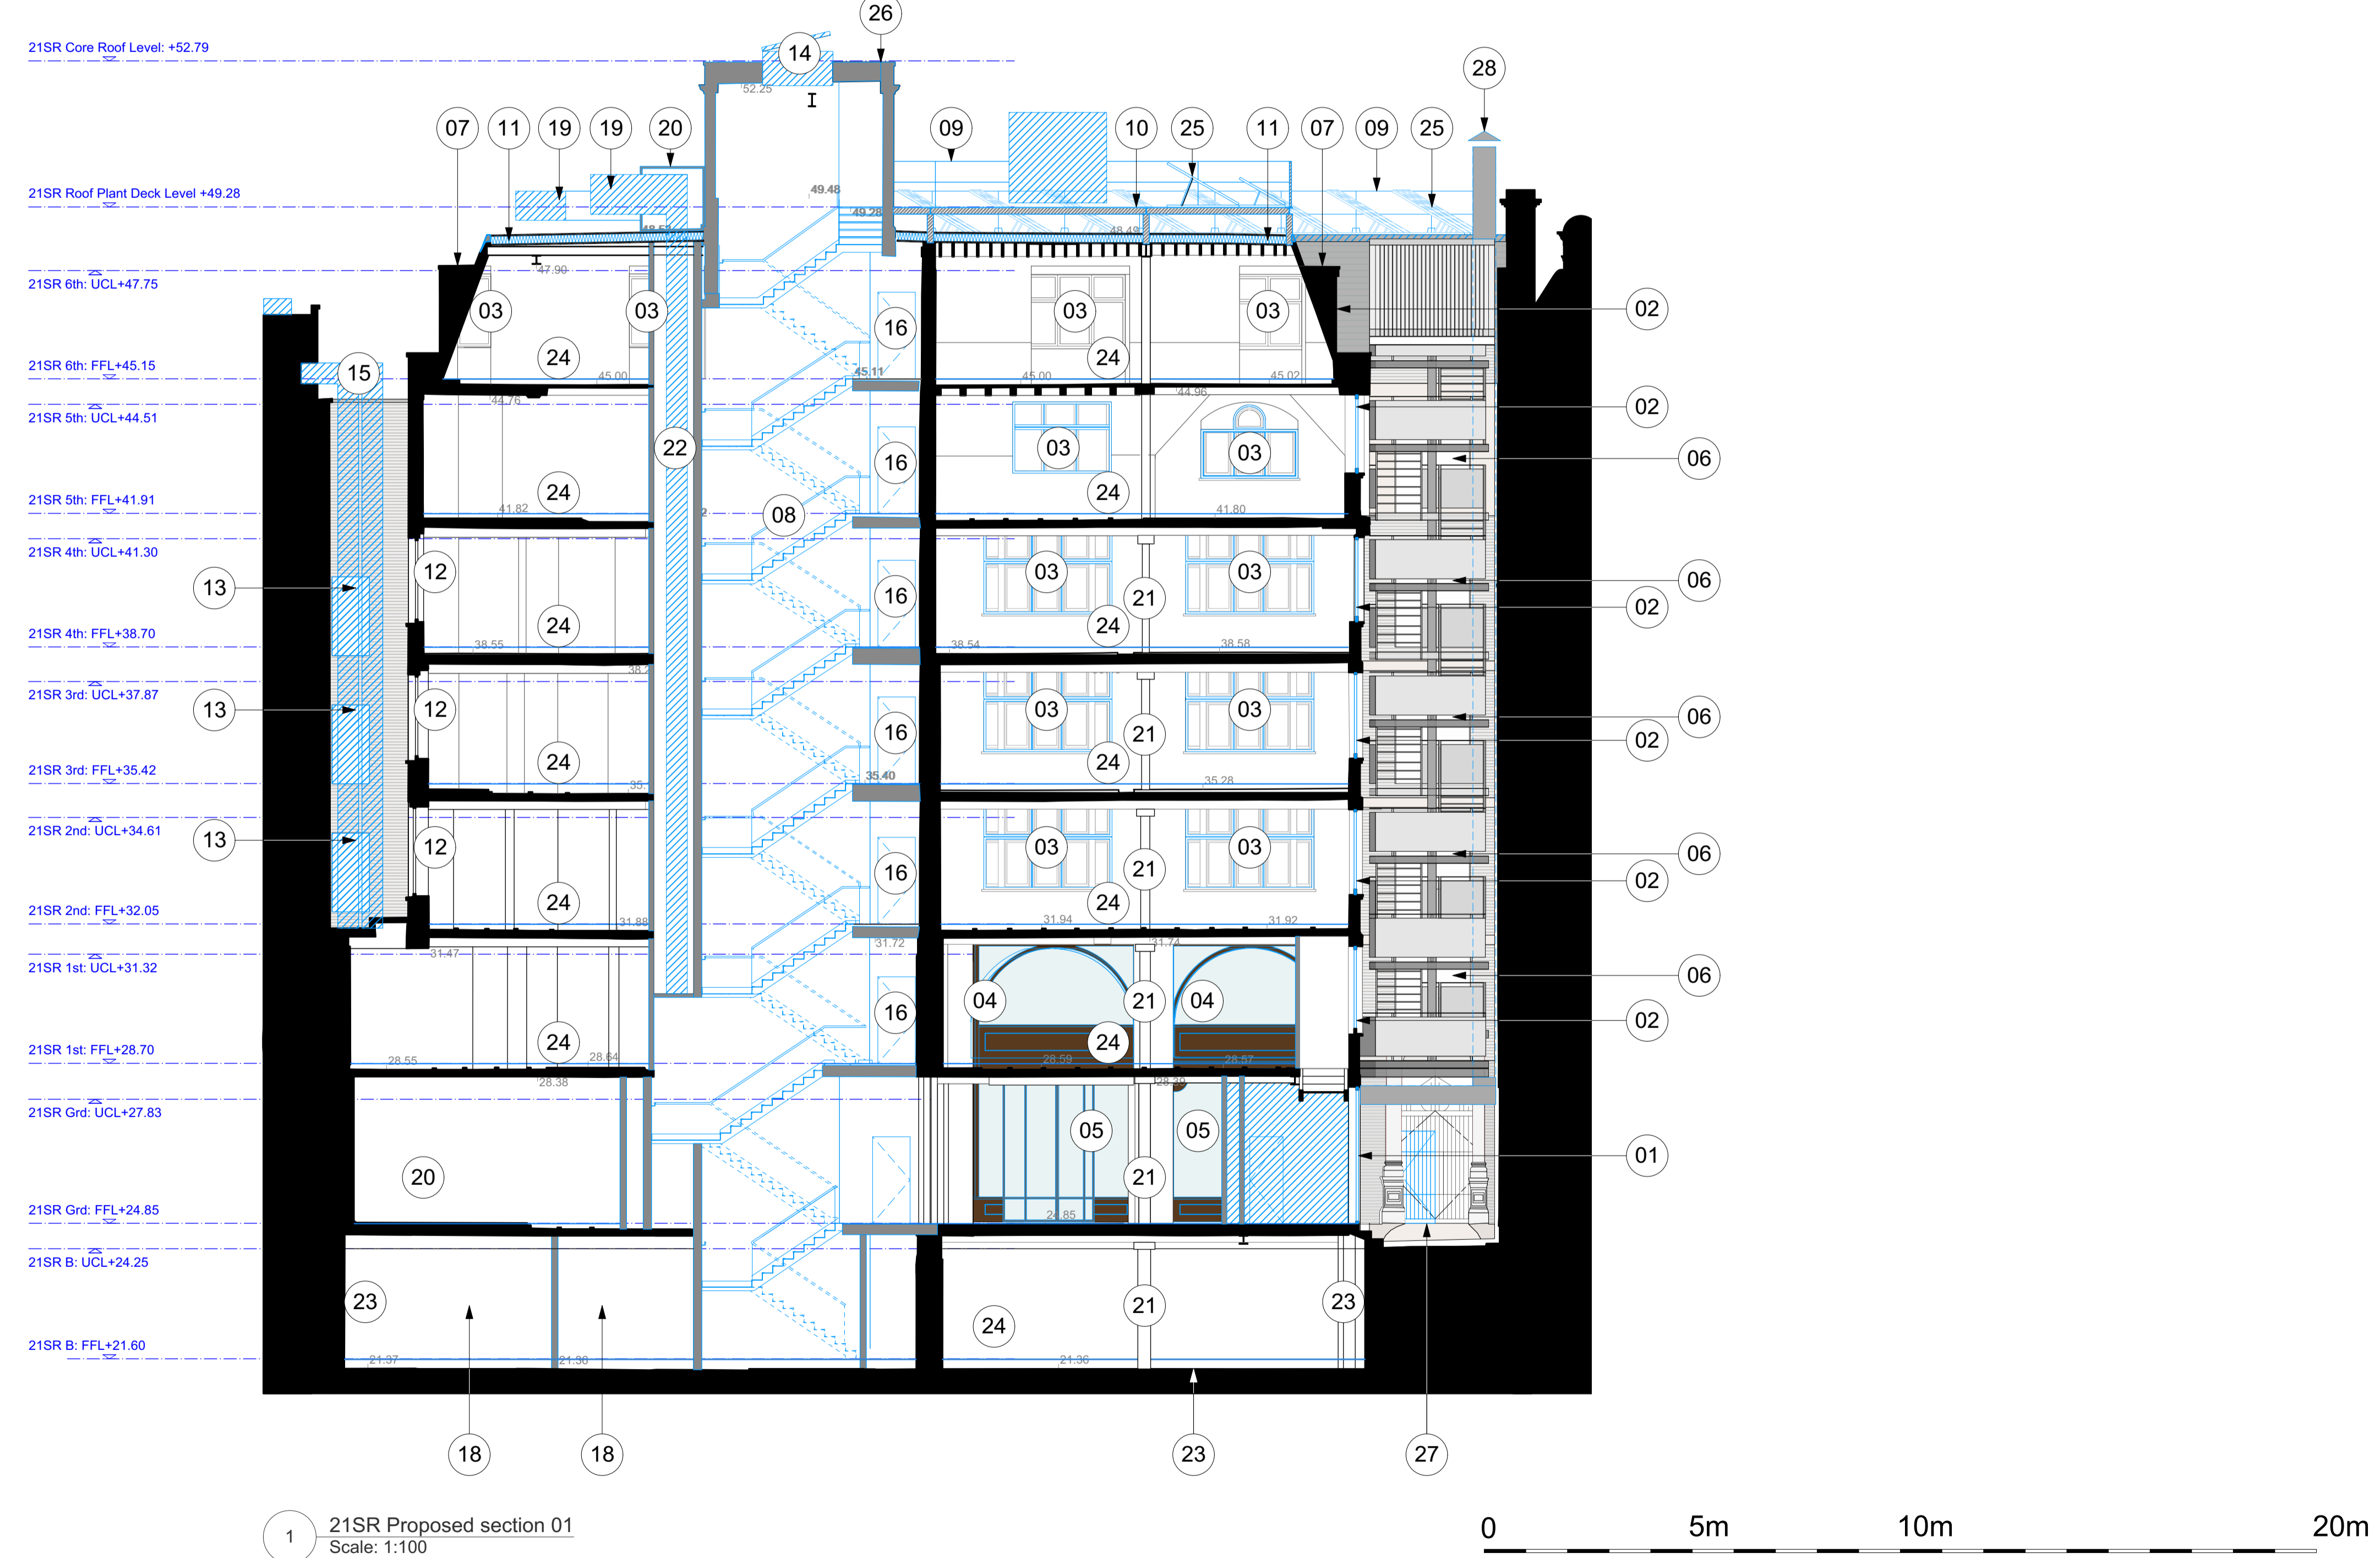 26
21SR Core Roof Level: +52.79
14
28
52.25
07 11 19 19 20 09 10 25 11 07 09 25
21SR Roof Plant Deck Level +49.28
49.48
49.28
48.49
47.90
21SR 6th: UCL+47.75
03 03 16 03 03 02
21SR 6th: FFL+45.15
15 24 24
45.00 45.11 45.00 45.02
44.76 44.96
21SR 5th: UCL+44.51
02
22 16 03 03 06
21SR 5th: FFL+41.91
24 24
41.82 08 41.80
21SR 4th: UCL+41.30
13 12 16 03 03 21 06
02
21SR 4th: FFL+38.70
24 24
38.55 38.54 38.58
21SR 3rd: UCL+37.87
13 12 16 03 03 21 06
02
21SR 3rd: FFL+35.42
24 24
35.40 35.28
21SR 2nd: UCL+34.61
13 12 16 03 03 21 06
02
21SR 2nd: FFL+32.05
24 24
31.88 31.94 31.92
31.47 31.72 31.74
21SR 1st: UCL+31.32
16 04 21 04 06
02
21SR 1st: FFL+28.70
24 24
28.55 28.64 28.59 28.57
28.38 28.39
21SR Grd: UCL+27.83
05 05
01
20 21
21SR Grd: FFL+24.85
24.85
21SR B: UCL+24.25
23 24 21 23
21SR B: FFL+21.60
21.37 21.36 21.36
18 18 23 27
1
21SR Proposed section 01
Scale: 1:100
0 5m 10m 20m